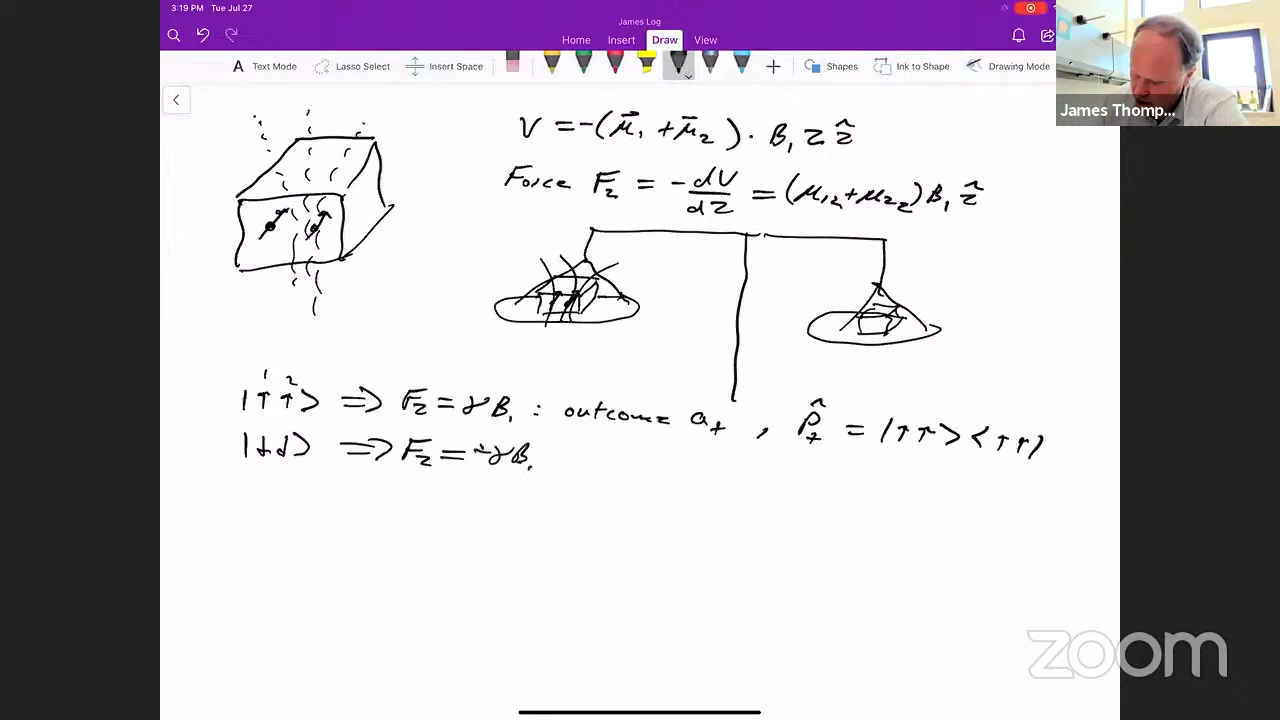 3:19 PM Tue Jul 27
James Log
Home Insert Draw View
A Text Mode Lasso Select Insert Space Shapes Ink to Shape Drawing Mode
James Thomp...
V = -(μ⃗₁ + μ⃗₂) · B₁ z ẑ
Force F_z = -dV/dz = (μ₁z + μ₂z) B₁ ẑ
1 2
|↑↑> ⇒ F_z = γB₁ : outcome a₊ , P̂₊ = |↑↑><↑↑|
|↓↓> ⇒ F_z = -γB₁
zoom